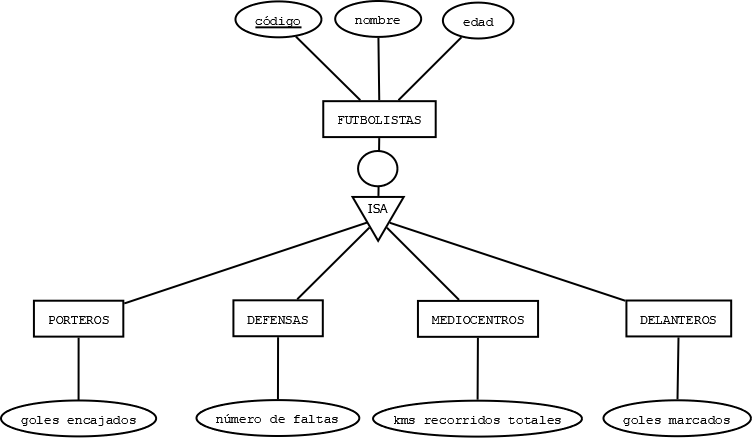 código
nombre
edad
FUTBOLISTAS
ISA
PORTEROS
DEFENSAS
MEDIOCENTROS
DELANTEROS
goles encajados
número de faltas
kms recorridos totales
goles marcados